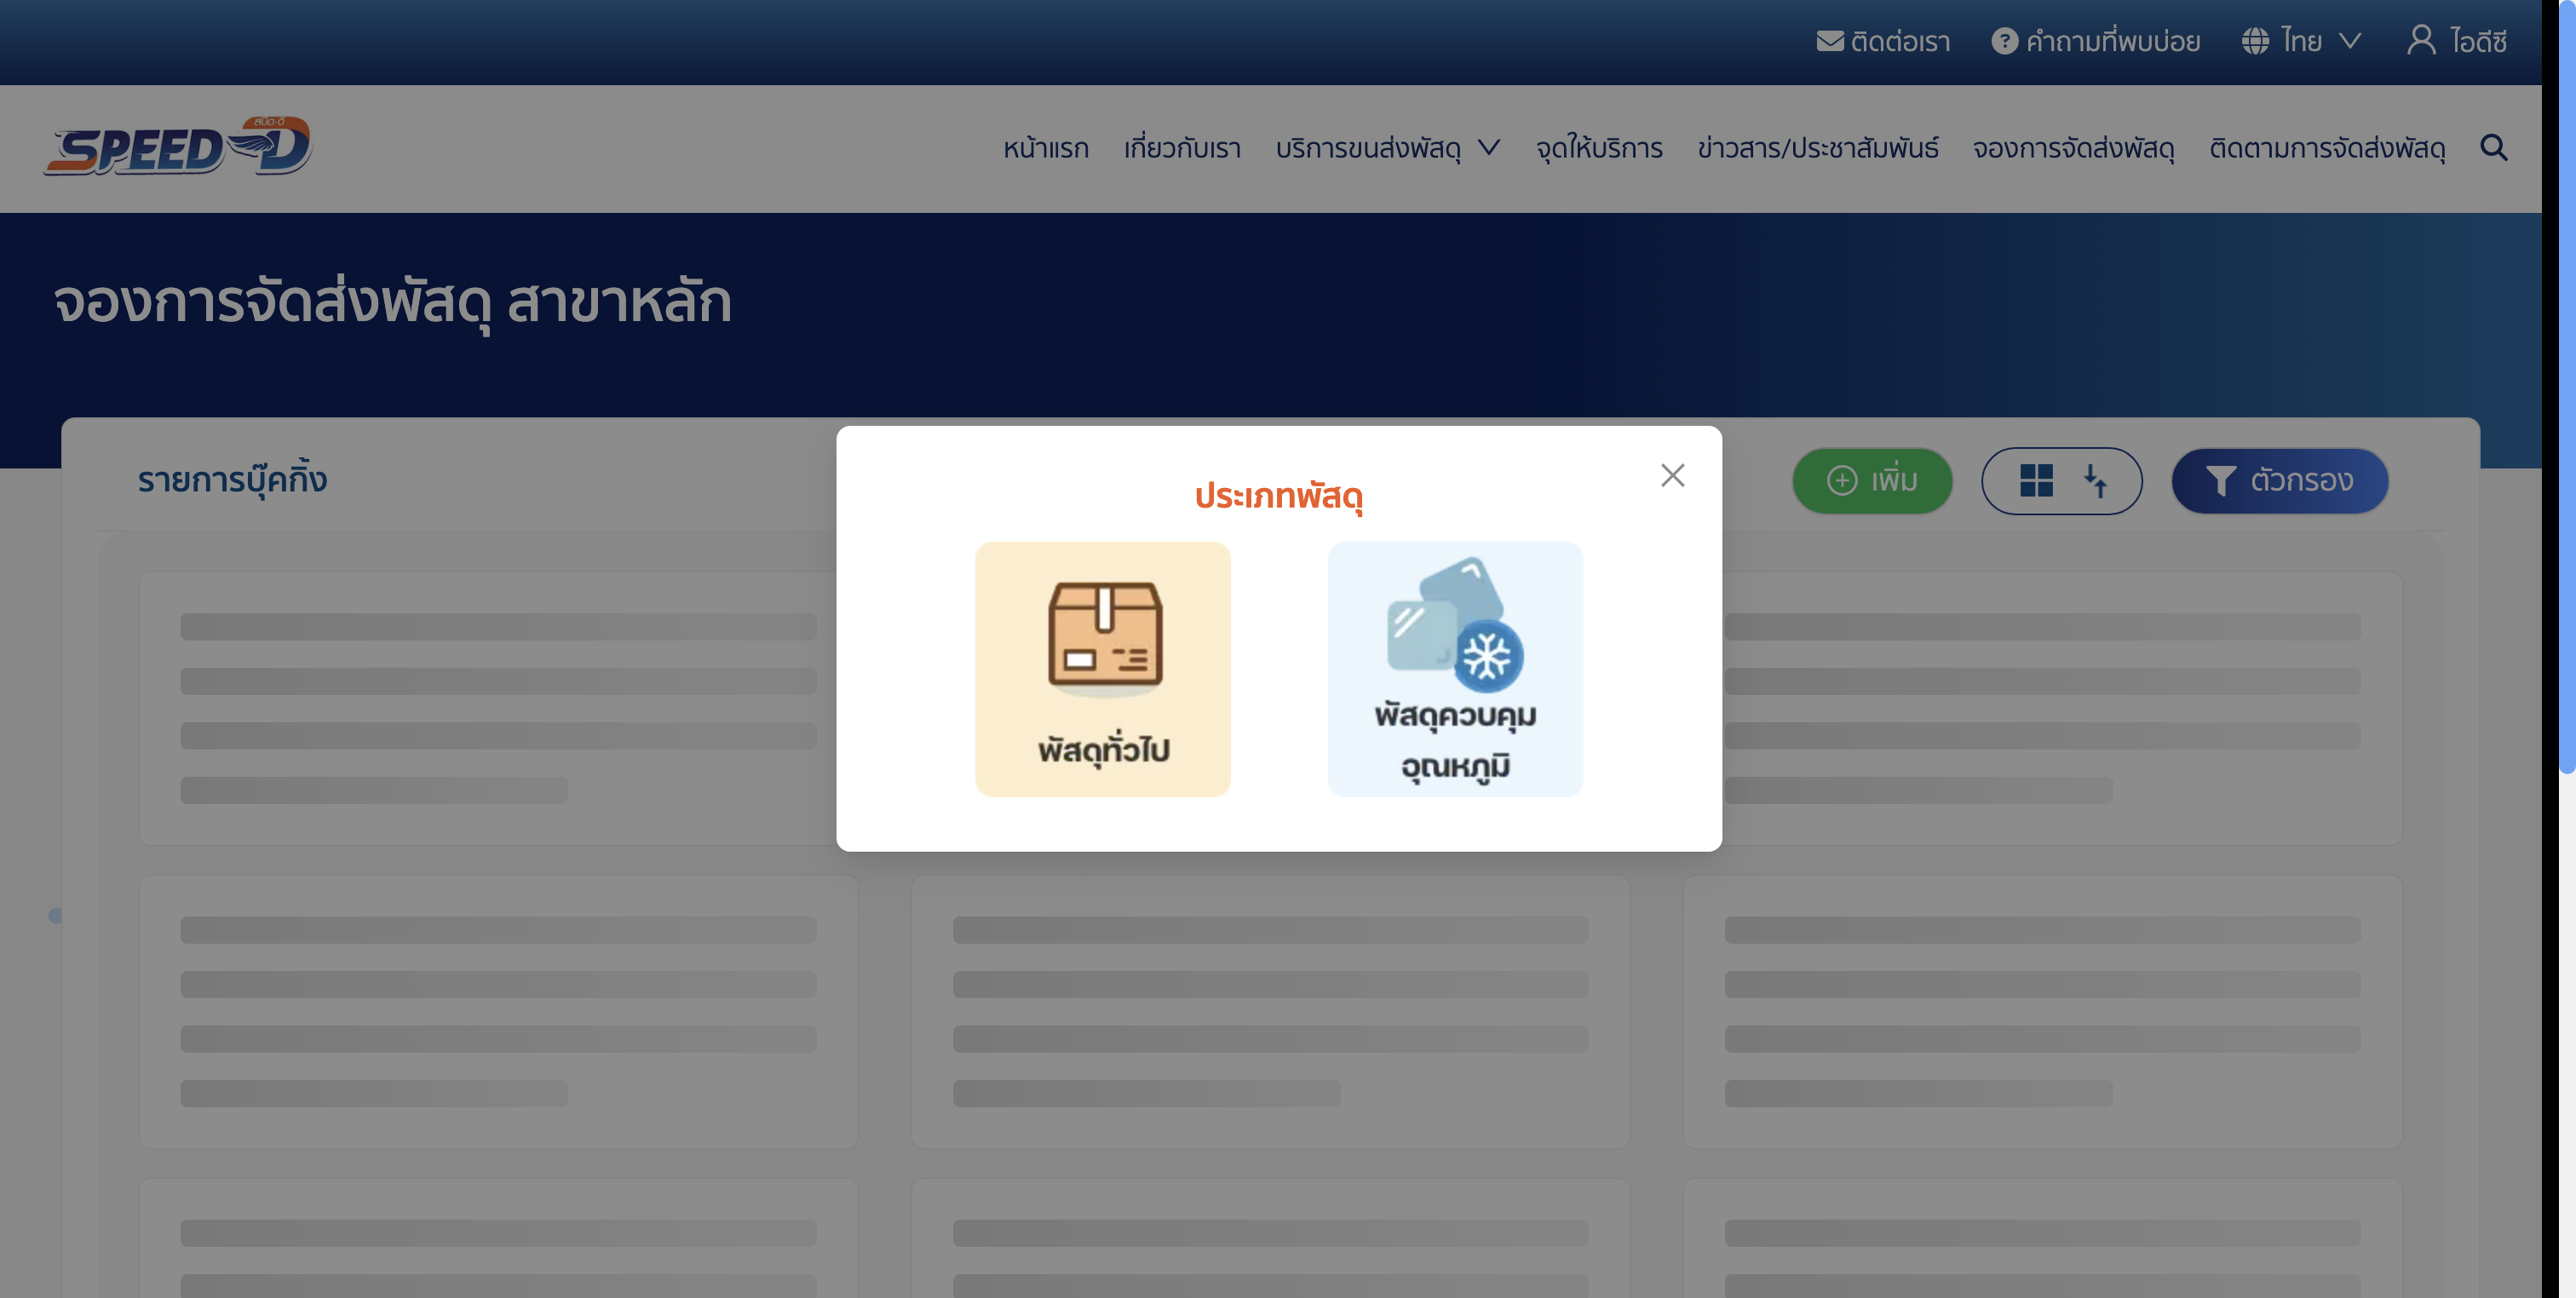 ติดต่อเรา คำถามที่พบบ่อย ไทย ไอดีซี
สปีด-ดี
SPEED-D
หน้าแรก เกี่ยวกับเรา บริการขนส่งพัสดุ จุดให้บริการ ข่าวสาร/ประชาสัมพันธ์ จองการจัดส่งพัสดุ ติดตามการจัดส่งพัสดุ
จองการจัดส่งพัสดุ สาขาหลัก
รายการบุ๊คกิ้ง
เพิ่ม
ตัวกรอง
ประเภทพัสดุ
พัสดุทั่วไป
พัสดุควบคุม
อุณหภูมิ